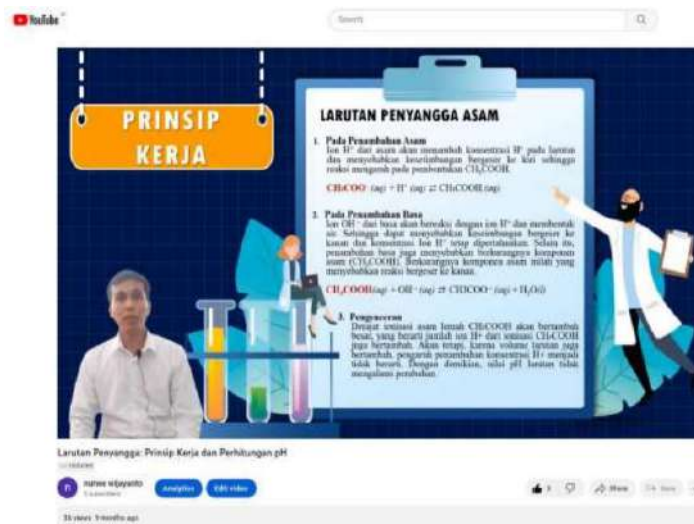 YouTube
Search
PRINSIP
KERJA
LARUTAN PENYANGGA ASAM
1. Pada Penambahan Asam
Ion H⁺ dari asam akan menambah konsentrasi H⁺ pada larutan
dan menyebabkan kesetimbangan bergeser ke kiri sehingga
reaksi mengarah pada pembentukan CH₃COOH.
CH₃COO⁻ (aq) + H⁺ (aq) ⇄ CH₃COOH (aq)
2. Pada Penambahan Basa
Ion OH⁻ dari basa akan bereaksi dengan ion H⁺ dan membentuk
air. Sehingga dapat menyebabkan kesetimbangan bergeser ke
kanan dan konsentrasi Ion H⁺ tetap dipertahankan. Selain itu,
penambahan basa juga menyebabkan berkurangnya komponen
asam (CH₃COOH). Berkurangnya komponen asam inilah yang
menyebabkan reaksi bergeser ke kanan.
CH₃COOH(aq) + OH⁻ (aq) ⇄ CH3COO⁻ (aq) + H₂O(l)
3. Pengenceran
Derajat ionisasi asam lemah CH₃COOH akan bertambah
besar, yang berarti jumlah ion H+ dari ionisasi CH₃COOH
juga bertambah. Akan tetapi, karena volume larutan juga
bertambah, pengaruh penambahan konsentrasi H+ menjadi
tidak berarti. Dengan demikian, nilai pH larutan tidak
mengalami perubahan.
Larutan Penyangga: Prinsip Kerja dan Perhitungan pH
n
nanee wijayanto
Analytics
Edit video
3
Share
36 views 9 months ago